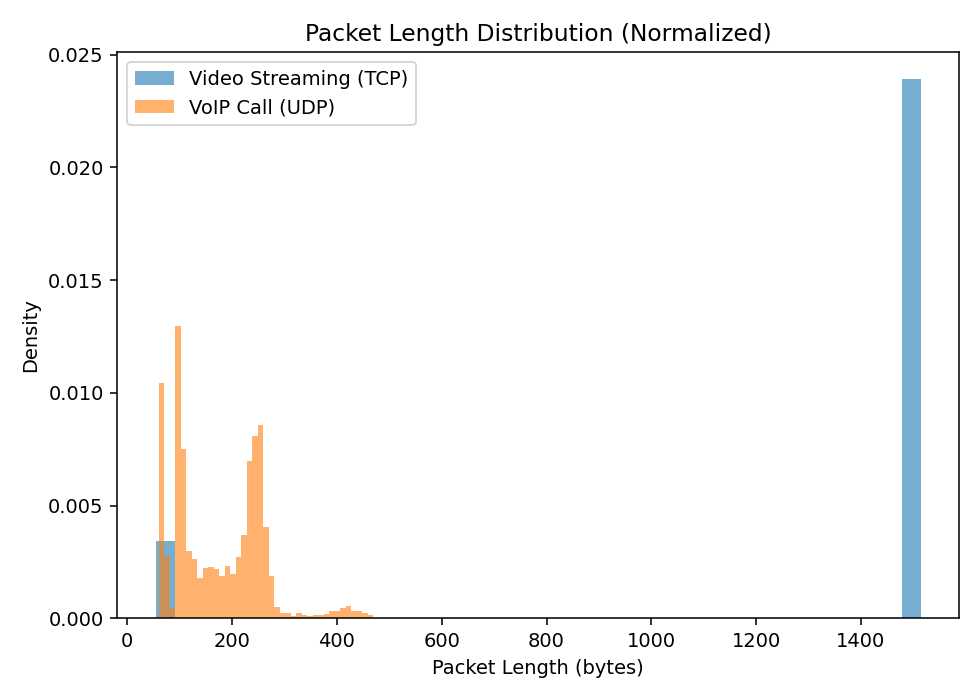 Packet Length Distribution (Normalized)
Video Streaming (TCP)
VoIP Call (UDP)
Density
0.025
0.020
0.015
0.010
0.005
0.000
0
200
400
600
800
1000
1200
1400
Packet Length (bytes)